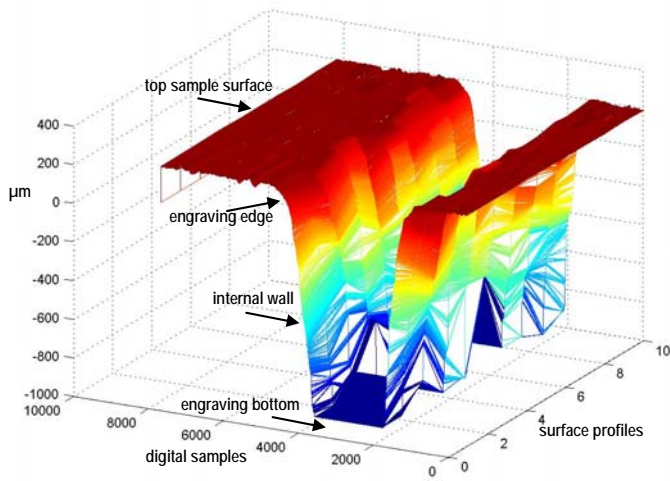 top sample surface
400
200
μm
0
engraving edge
-200
-400
internal wall
-600
-800
10
8
-1000
engraving bottom
6
10000
4
8000
surface profiles
2
6000
4000
digital samples
2000
0
0